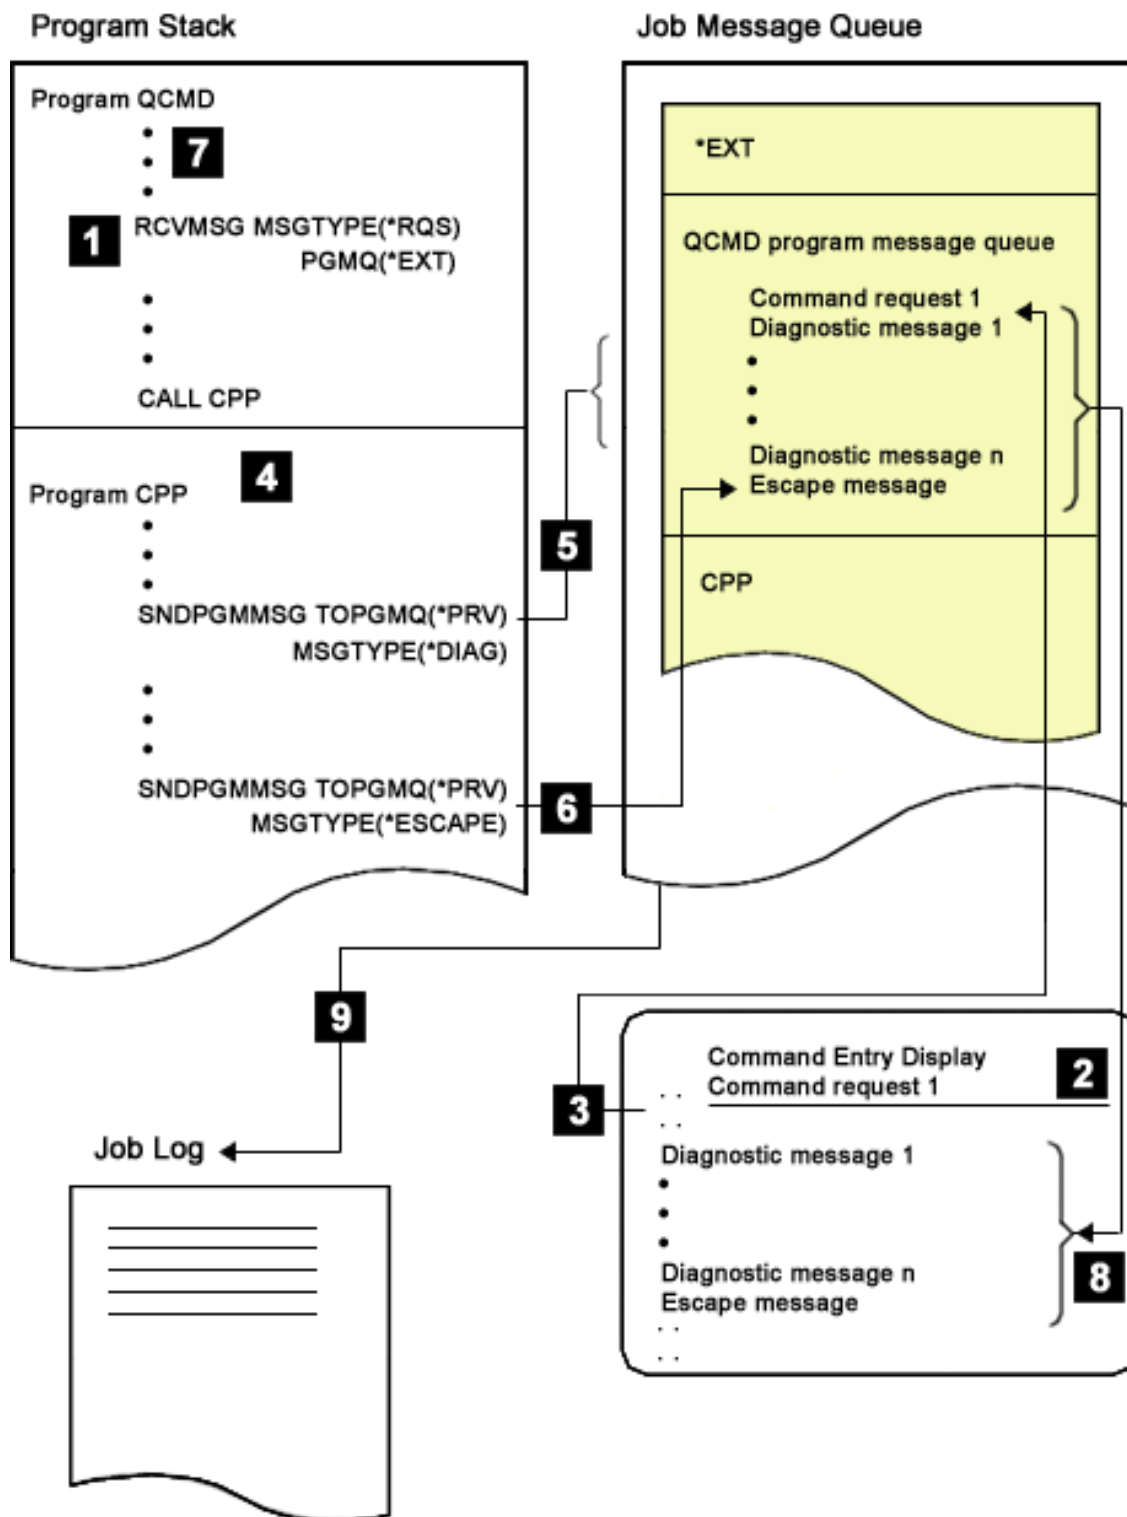 Program Stack
Program QCMD
7
1
RCVMSG MSGTYPE(*RQS)
PGMQ(*EXT)
CALL CPP
4
Program CPP
5
SNDPGMMSG TOPGMQ(*PRV)
MSGTYPE(*DIAG)
SNDPGMMSG TOPGMQ(*PRV)
6
MSGTYPE(*ESCAPE)
Job Message Queue
*EXT
QCMD program message queue
Command request 1
Diagnostic message 1
Diagnostic message n
Escape message
CPP
9
Job Log
3
Command Entry Display
2
Command request 1
Diagnostic message 1
Diagnostic message n
8
Escape message